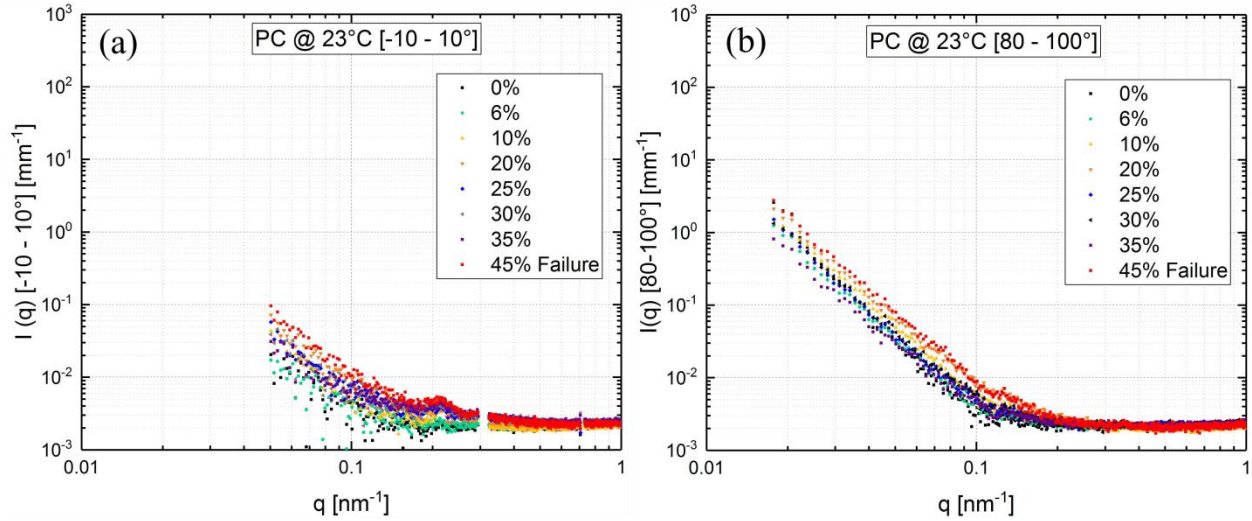 (a)
PC @ 23°C [-10 - 10°]
0%
6%
10%
20%
25%
30%
35%
45% Failure
I (q) [-10 - 10°] [mm⁻¹]
10³
10²
10¹
10⁰
10⁻¹
10⁻²
10⁻³
0.01 0.1 1
q [nm⁻¹]
(b)
PC @ 23°C [80 - 100°]
0%
6%
10%
20%
25%
30%
35%
45% Failure
I(q) [80-100°] [mm⁻¹]
10³
10²
10¹
10⁰
10⁻¹
10⁻²
10⁻³
0.01 0.1 1
q [nm⁻¹]